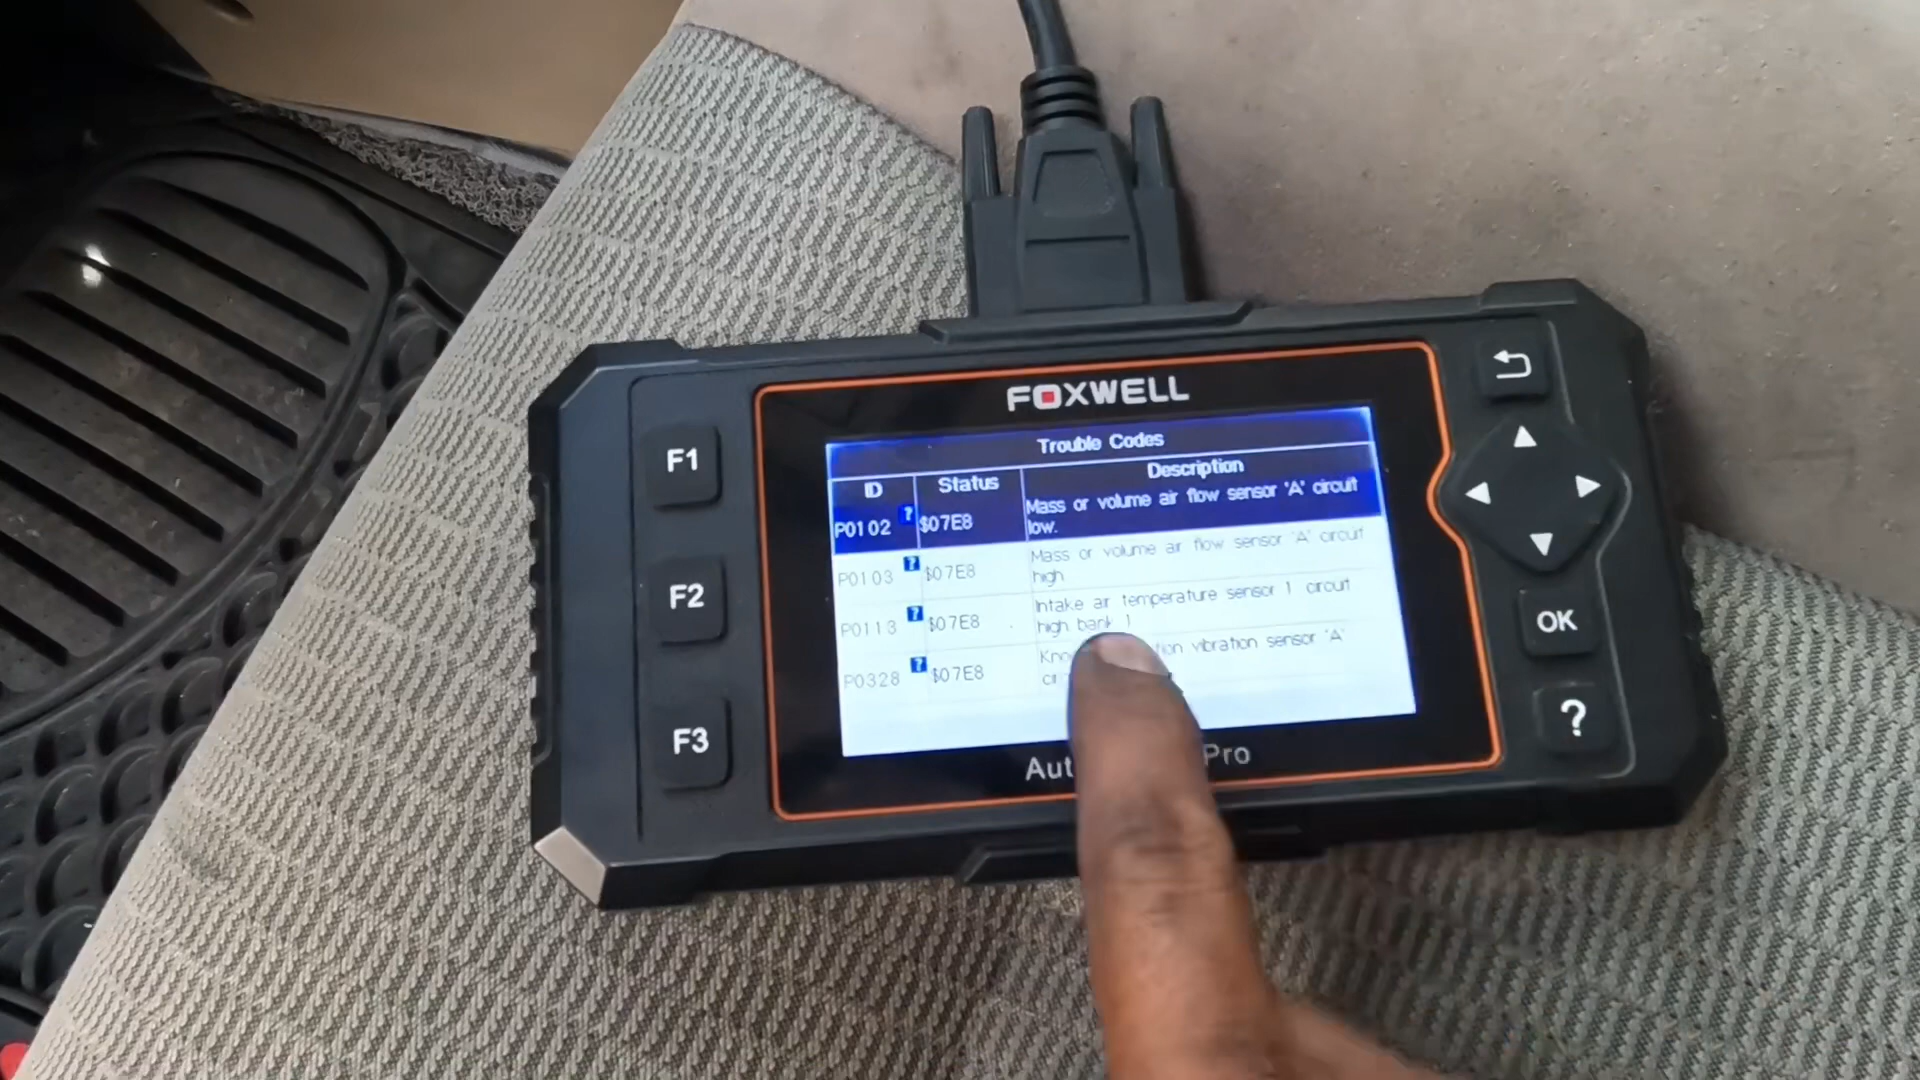 FOXWELL
F1
F2
F3
OK
?
Trouble Codes
ID Status Description
P0102 ? $07E8 Mass or volume air flow sensor 'A' circuit
low.
P0103 ? $07E8 Mass or volume air flow sensor 'A' circuit
high
P0113 ? $07E8 Intake air temperature sensor 1 circuit
high bank 1
P0328 ? $07E8 vibration sensor 'A'
Pro